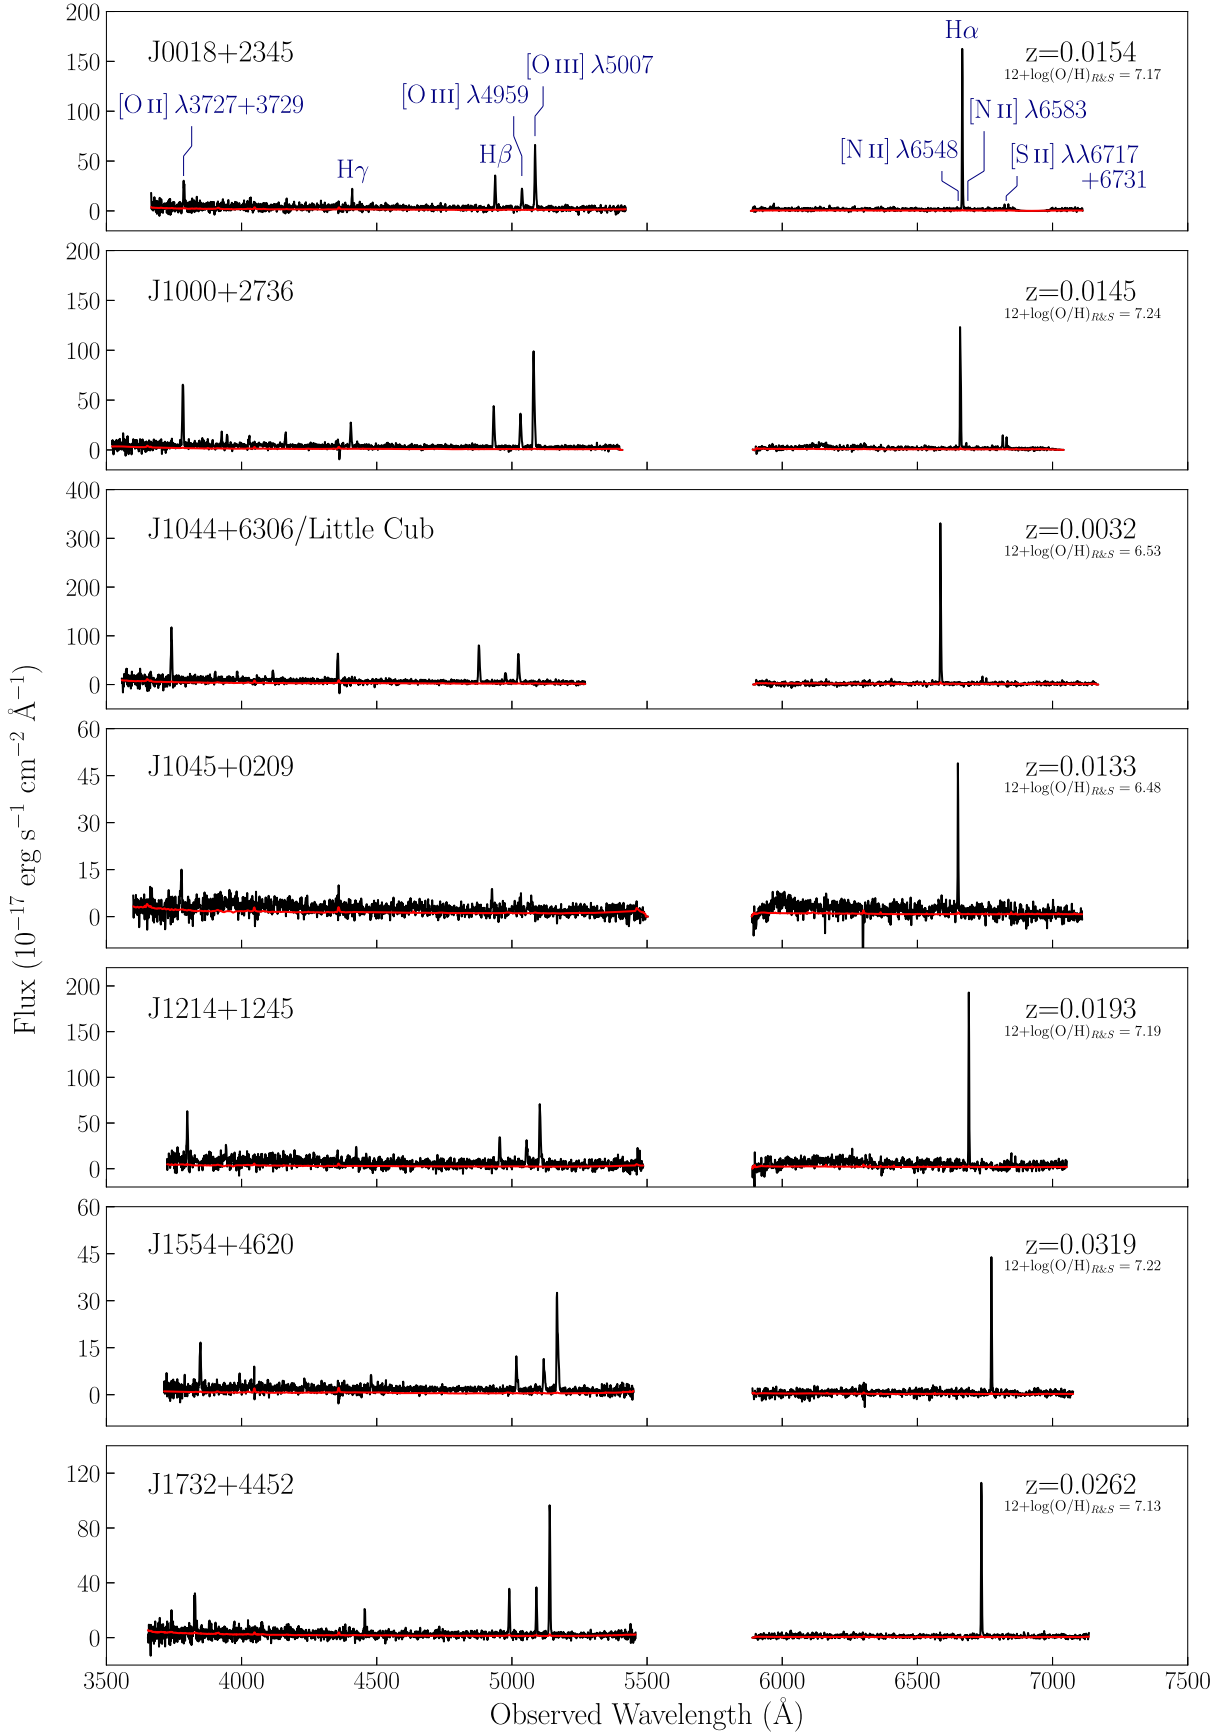 200
150
100
50
0
J0018+2345
[O II] λ3727+3729
Hγ
Hβ
[O III] λ4959
[O III] λ5007
Hα
[N II] λ6548
[N II] λ6583
[S II] λλ6717
+6731
z=0.0154
12+log(O/H)R&S = 7.17
200
150
100
50
0
J1000+2736
z=0.0145
12+log(O/H)R&S = 7.24
400
300
200
100
0
J1044+6306/Little Cub
z=0.0032
12+log(O/H)R&S = 6.53
60
45
30
15
0
J1045+0209
z=0.0133
12+log(O/H)R&S = 6.48
200
150
100
50
0
J1214+1245
z=0.0193
12+log(O/H)R&S = 7.19
60
45
30
15
0
J1554+4620
z=0.0319
12+log(O/H)R&S = 7.22
120
80
40
0
J1732+4452
z=0.0262
12+log(O/H)R&S = 7.13
3500 4000 4500 5000 5500 6000 6500 7000 7500
Observed Wavelength (Å)
Flux (10−17 erg s−1 cm−2 Å−1)